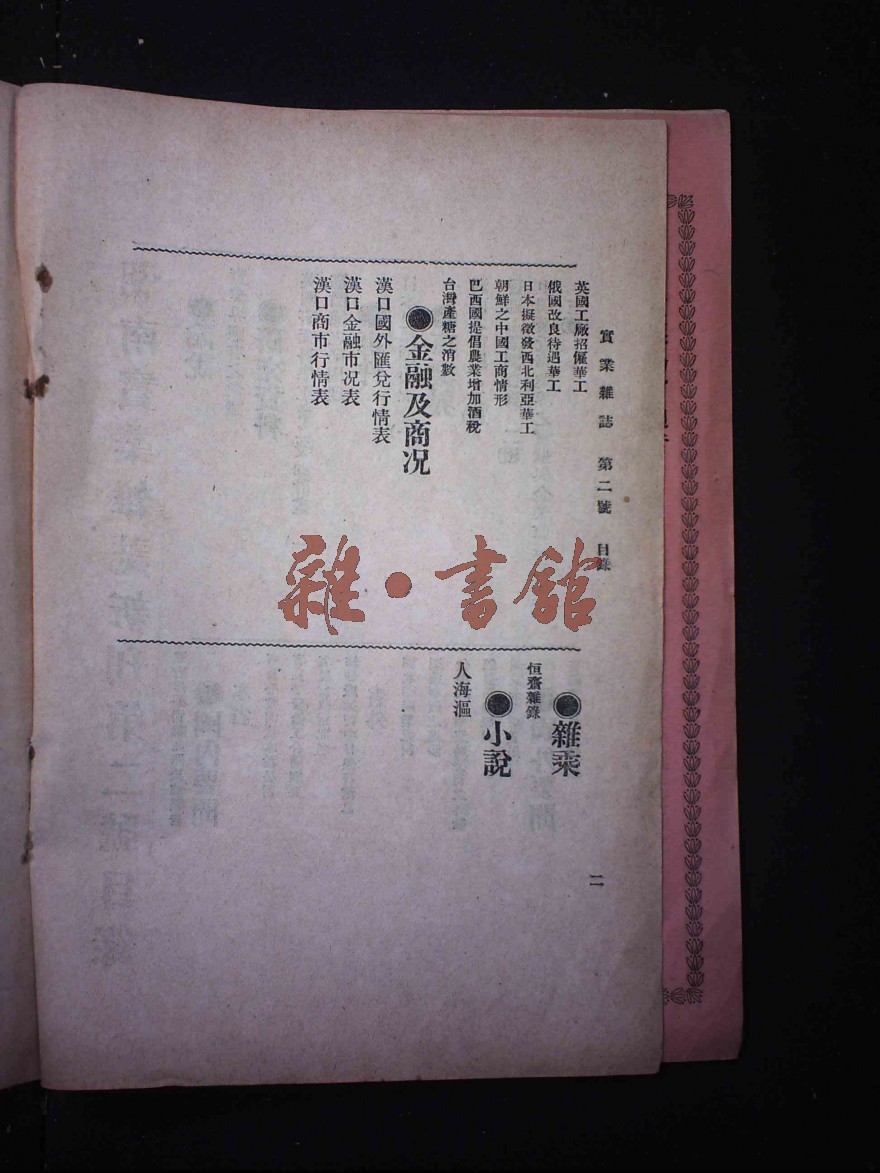 實業雜誌 第二號 目錄
英國工廠招僱華工
俄國改良待遇華工
日本擬徵發西北利亞華工
朝鮮之中國工商情形
巴西國提倡農業增加酒稅
台灣產糖之消數
●金融及商况
漢口國外匯兌行情表
漢口金融市况表
漢口商市行情表
●雜乘
恒齋雜錄
●小說
人海漚
二
雜·書館